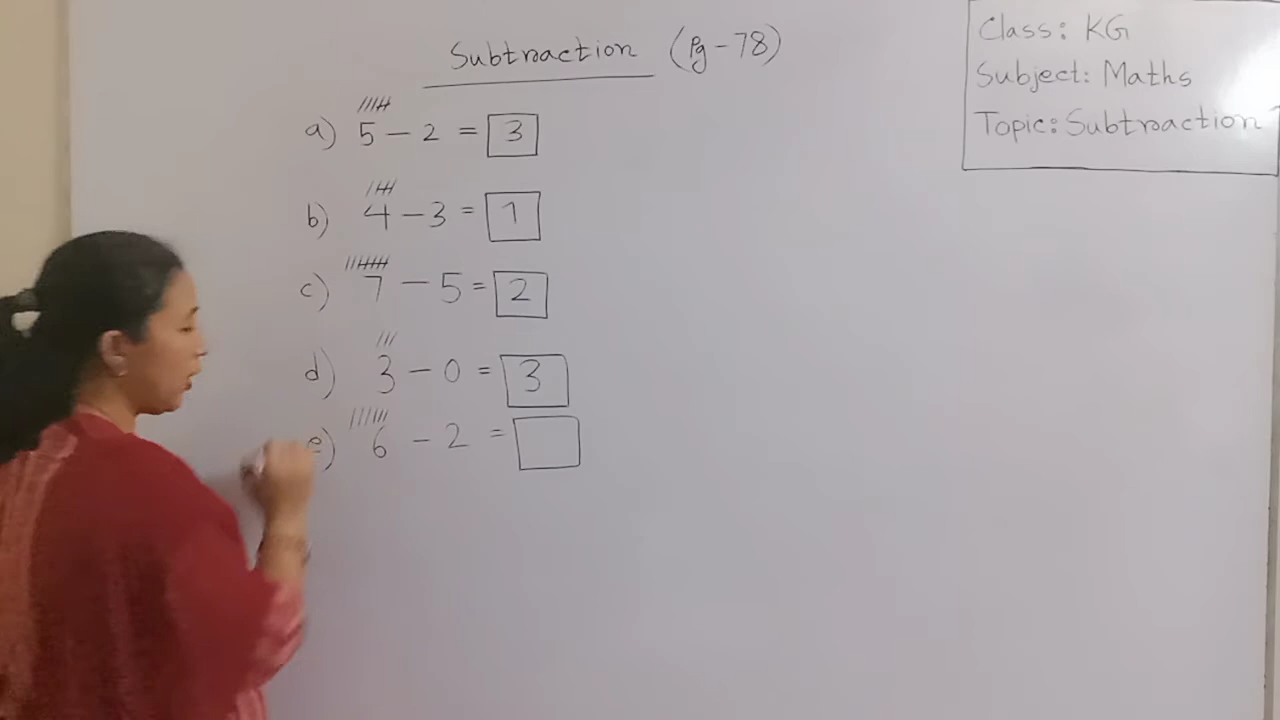 Subtraction (Pg-78)
Class: KG
Subject: Maths
Topic: Subtraction
a) 5 - 2 = 3
b) 4 - 3 = 1
c) 7 - 5 = 2
d) 3 - 0 = 3
e) 6 - 2 =